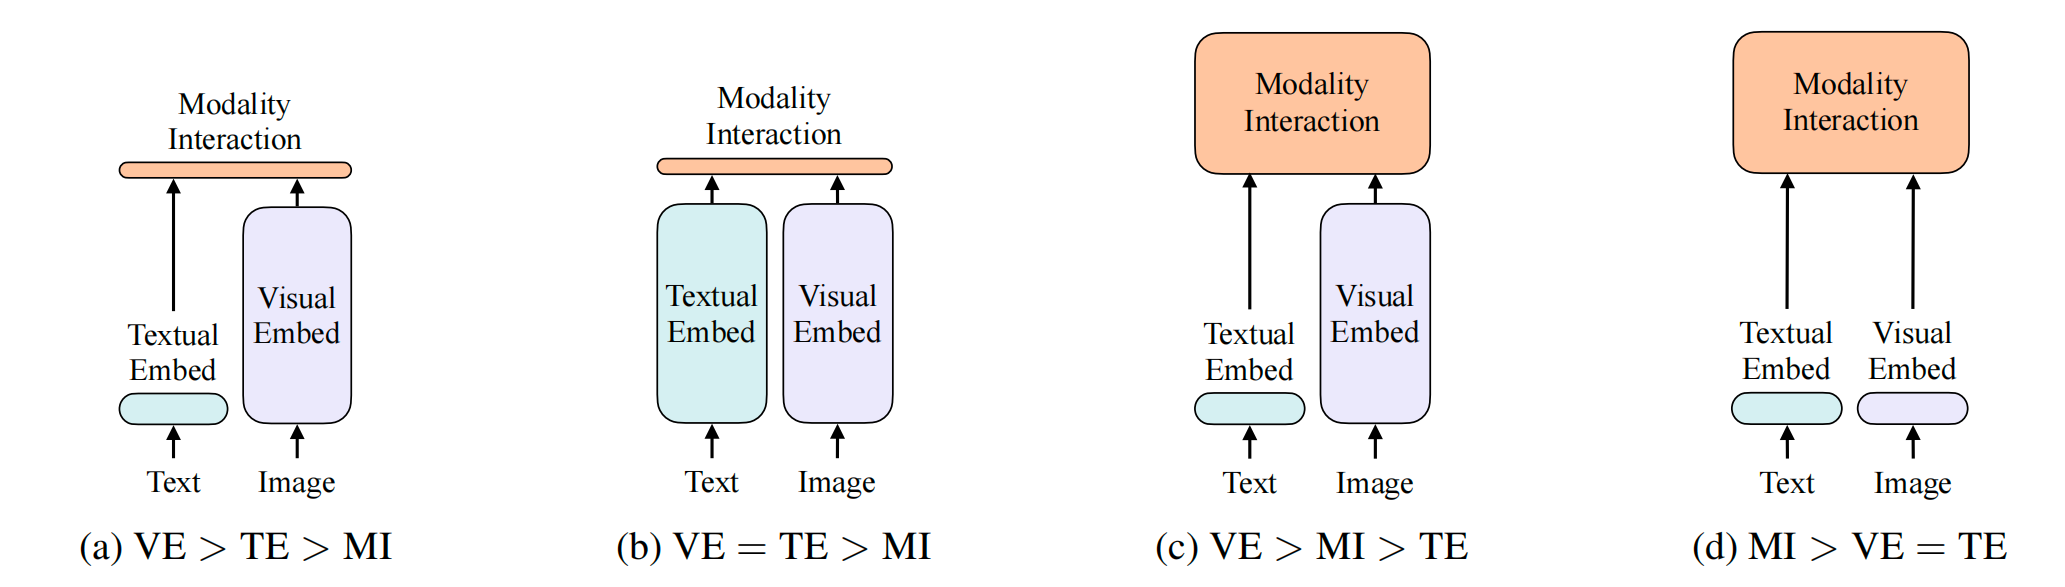 Modality
Interaction
Textual
Embed
Visual
Embed
Text
Image
(a) VE > TE > MI
Modality
Interaction
Textual
Embed
Visual
Embed
Text
Image
(b) VE = TE > MI
Modality
Interaction
Textual
Embed
Visual
Embed
Text
Image
(c) VE > MI > TE
Modality
Interaction
Textual
Embed
Visual
Embed
Text
Image
(d) MI > VE = TE